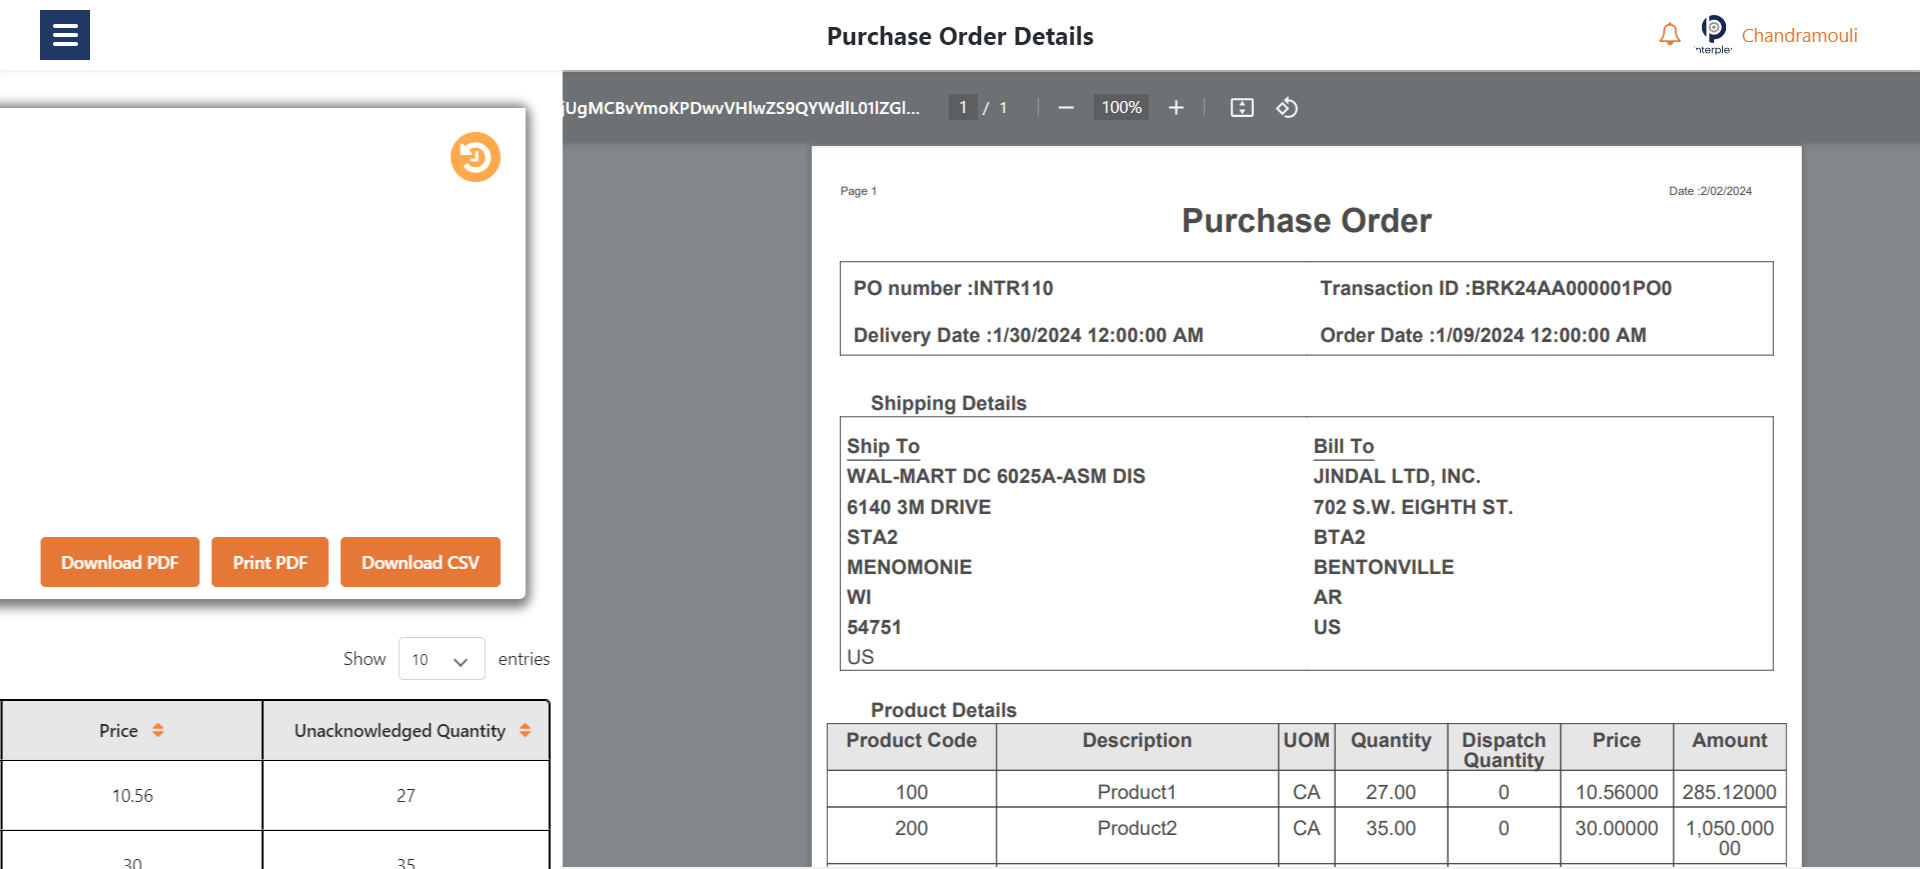 Purchase Order Details
nterple
Chandramouli
jUgMCBvYmoKPDwvVHlwZS9QYWdlL01lZGl...
1 / 1
100%
Page 1
Date :2/02/2024
Purchase Order
PO number :INTR110
Transaction ID :BRK24AA000001PO0
Delivery Date :1/30/2024 12:00:00 AM
Order Date :1/09/2024 12:00:00 AM
Shipping Details
Ship To
WAL-MART DC 6025A-ASM DIS
6140 3M DRIVE
STA2
MENOMONIE
WI
54751
US
Bill To
JINDAL LTD, INC.
702 S.W. EIGHTH ST.
BTA2
BENTONVILLE
AR
US
Product Details
Product Code Description UOM Quantity Dispatch Quantity Price Amount
100 Product1 CA 27.00 0 10.56000 285.12000
200 Product2 CA 35.00 0 30.00000 1,050.000
00
Download PDF
Print PDF
Download CSV
Show 10 entries
Price Unacknowledged Quantity
10.56 27
30 35